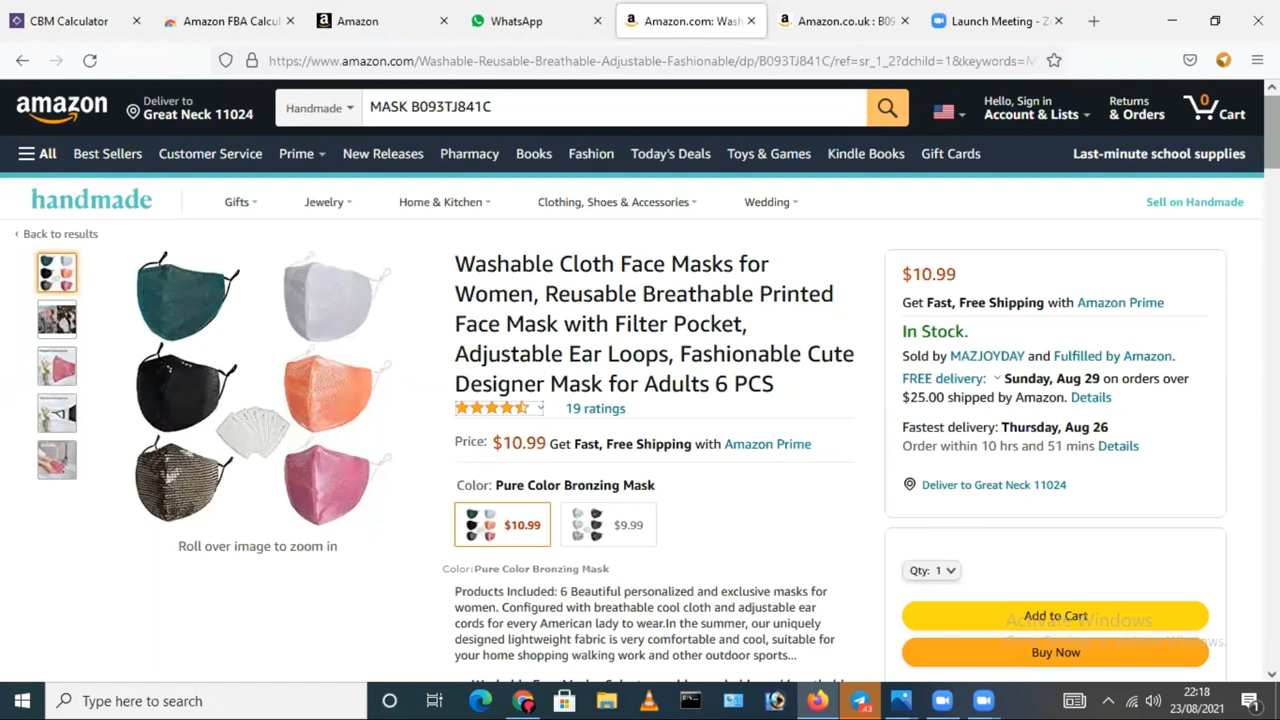 CBM Calculator
Amazon FBA Calcu
Amazon
WhatsApp
Amazon.com: Wash
Amazon.co.uk : B09
Launch Meeting - Z
https://www.amazon.com/Washable-Reusable-Breathable-Adjustable-Fashionable/dp/B093TJ841C/ref=sr_1_2?dchild=1&keywords=M
amazon
Deliver to
Great Neck 11024
Handmade
MASK B093TJ841C
Hello, Sign in
Account & Lists
Returns
& Orders
0
Cart
All
Best Sellers
Customer Service
Prime
New Releases
Pharmacy
Books
Fashion
Today's Deals
Toys & Games
Kindle Books
Gift Cards
Last-minute school supplies
handmade
Gifts
Jewelry
Home & Kitchen
Clothing, Shoes & Accessories
Wedding
Sell on Handmade
‹ Back to results
Washable Cloth Face Masks for
Women, Reusable Breathable Printed
Face Mask with Filter Pocket,
Adjustable Ear Loops, Fashionable Cute
Designer Mask for Adults 6 PCS
19 ratings
Price: $10.99 Get Fast, Free Shipping with Amazon Prime
Color: Pure Color Bronzing Mask
$10.99
$9.99
Color:Pure Color Bronzing Mask
Products Included: 6 Beautiful personalized and exclusive masks for
women. Configured with breathable cool cloth and adjustable ear
cords for every American lady to wear.In the summer, our uniquely
designed lightweight fabric is very comfortable and cool, suitable for
your home shopping walking work and other outdoor sports...
Roll over image to zoom in
$10.99
Get Fast, Free Shipping with Amazon Prime
In Stock.
Sold by MAZJOYDAY and Fulfilled by Amazon.
FREE delivery: Sunday, Aug 29 on orders over
$25.00 shipped by Amazon. Details
Fastest delivery: Thursday, Aug 26
Order within 10 hrs and 51 mins Details
Deliver to Great Neck 11024
Qty: 1
Add to Cart
Activate Windows
Buy Now
Type here to search
43
22:18
23/08/2021
1